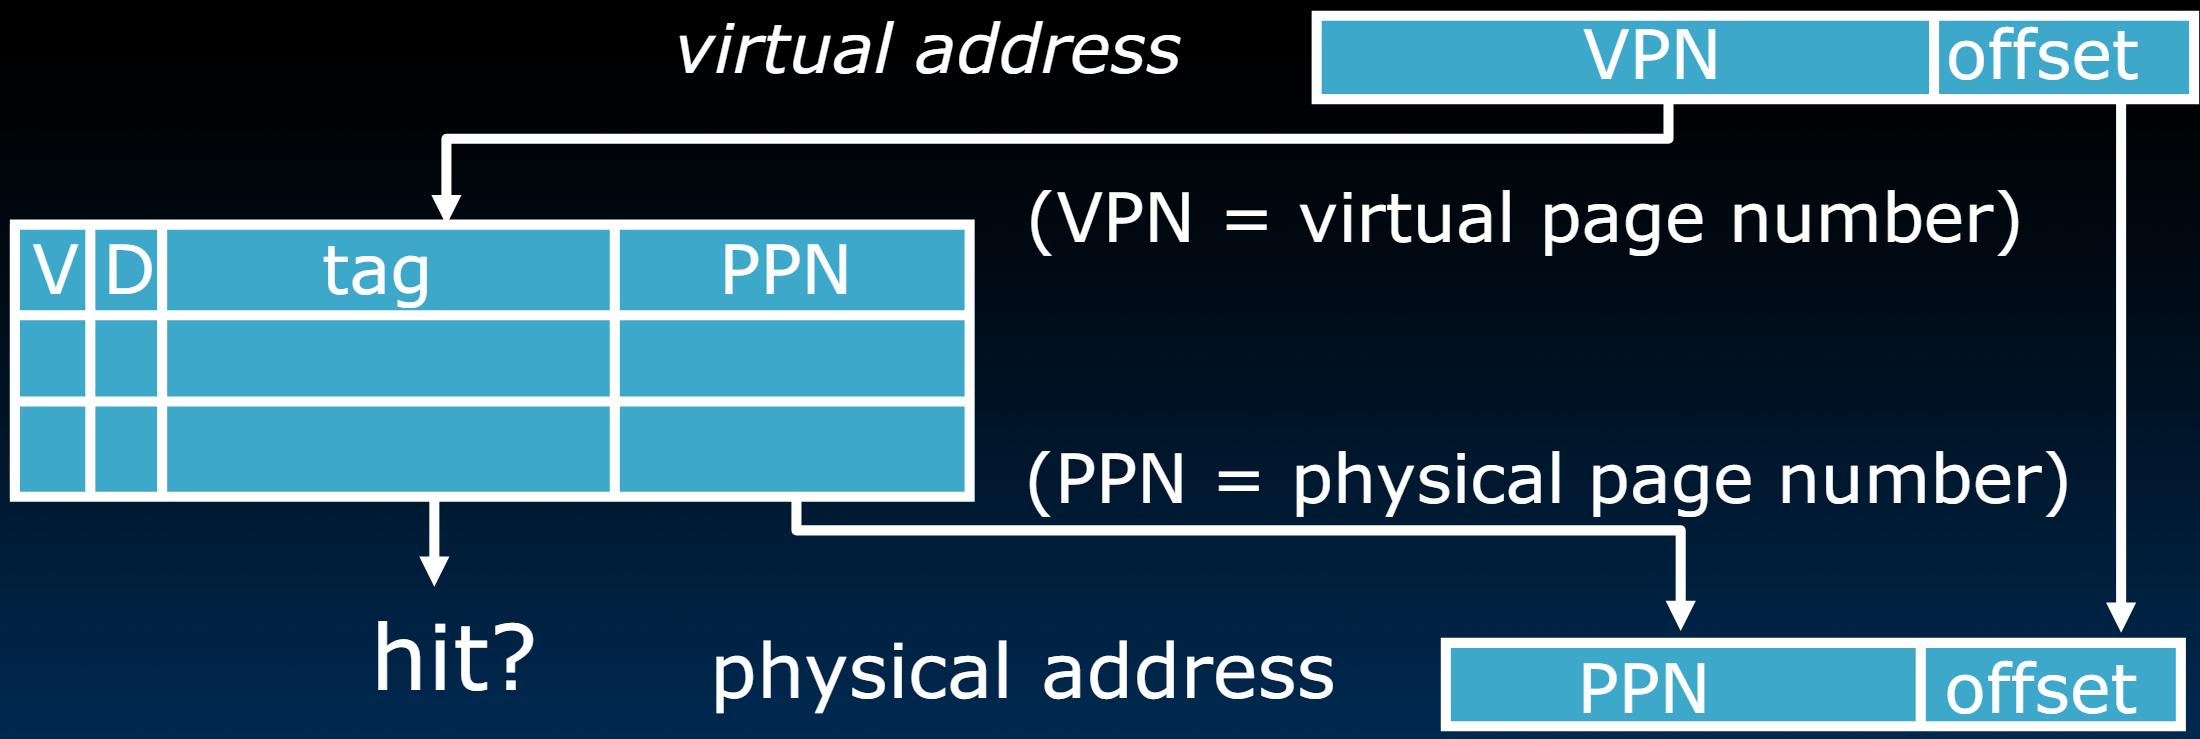 virtual address VPN offset
(VPN = virtual page number)
V D tag PPN
(PPN = physical page number)
hit?
physical address PPN offset